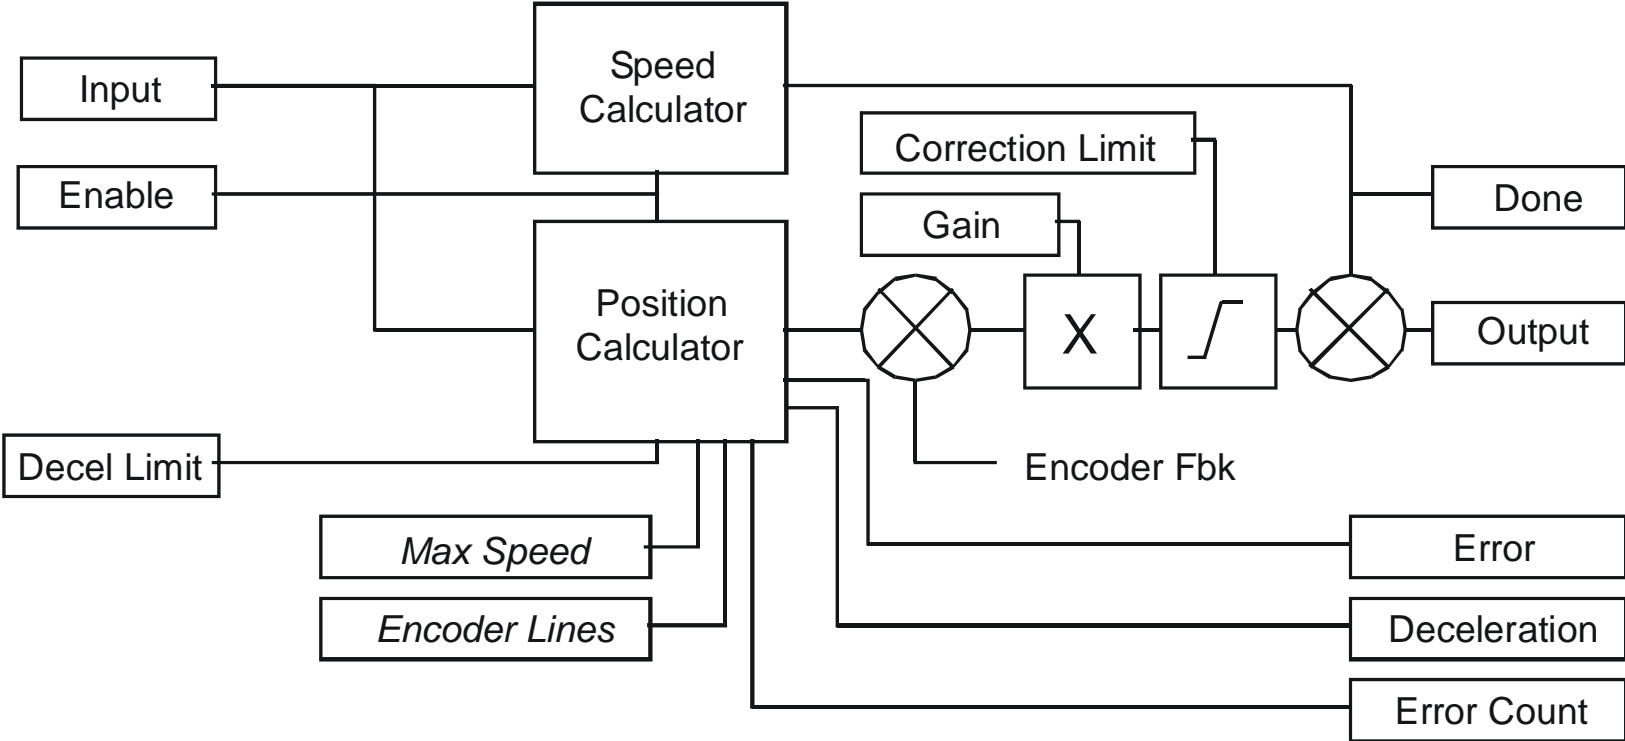 Input
Speed
Calculator
Correction Limit
Enable
Gain
Done
Position
Calculator
X
Output
Decel Limit
Encoder Fbk
Max Speed
Error
Encoder Lines
Deceleration
Error Count